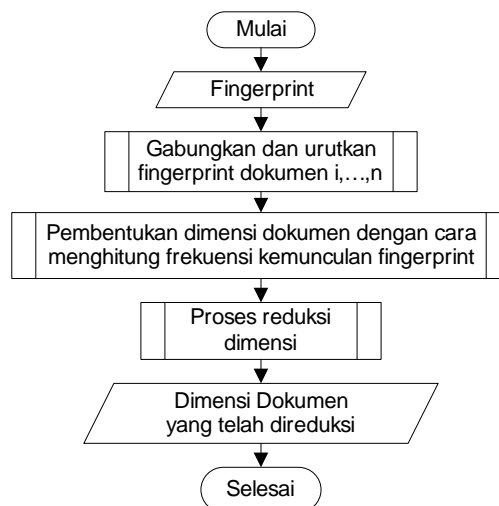 Mulai
Fingerprint
Gabungkan dan urutkan
fingerprint dokumen i,...,n
Pembentukan dimensi dokumen dengan cara
menghitung frekuensi kemunculan fingerprint
Proses reduksi
dimensi
Dimensi Dokumen
yang telah direduksi
Selesai